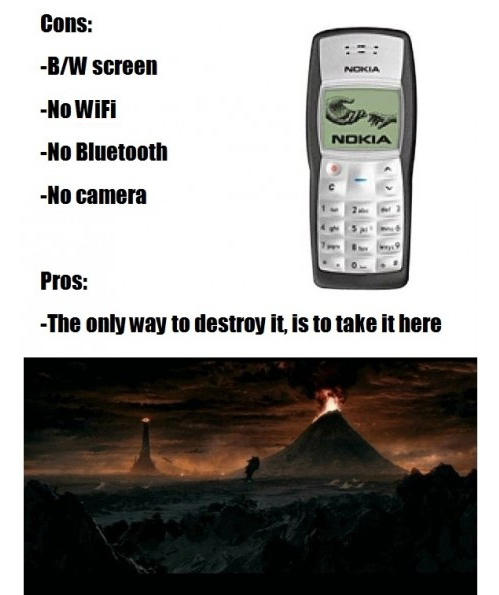 Cons:
-B/W screen
-No WiFi
-No Bluetooth
-No camera
NOKIA
NOKIA
C
Pros:
-The only way to destroy it, is to take it here